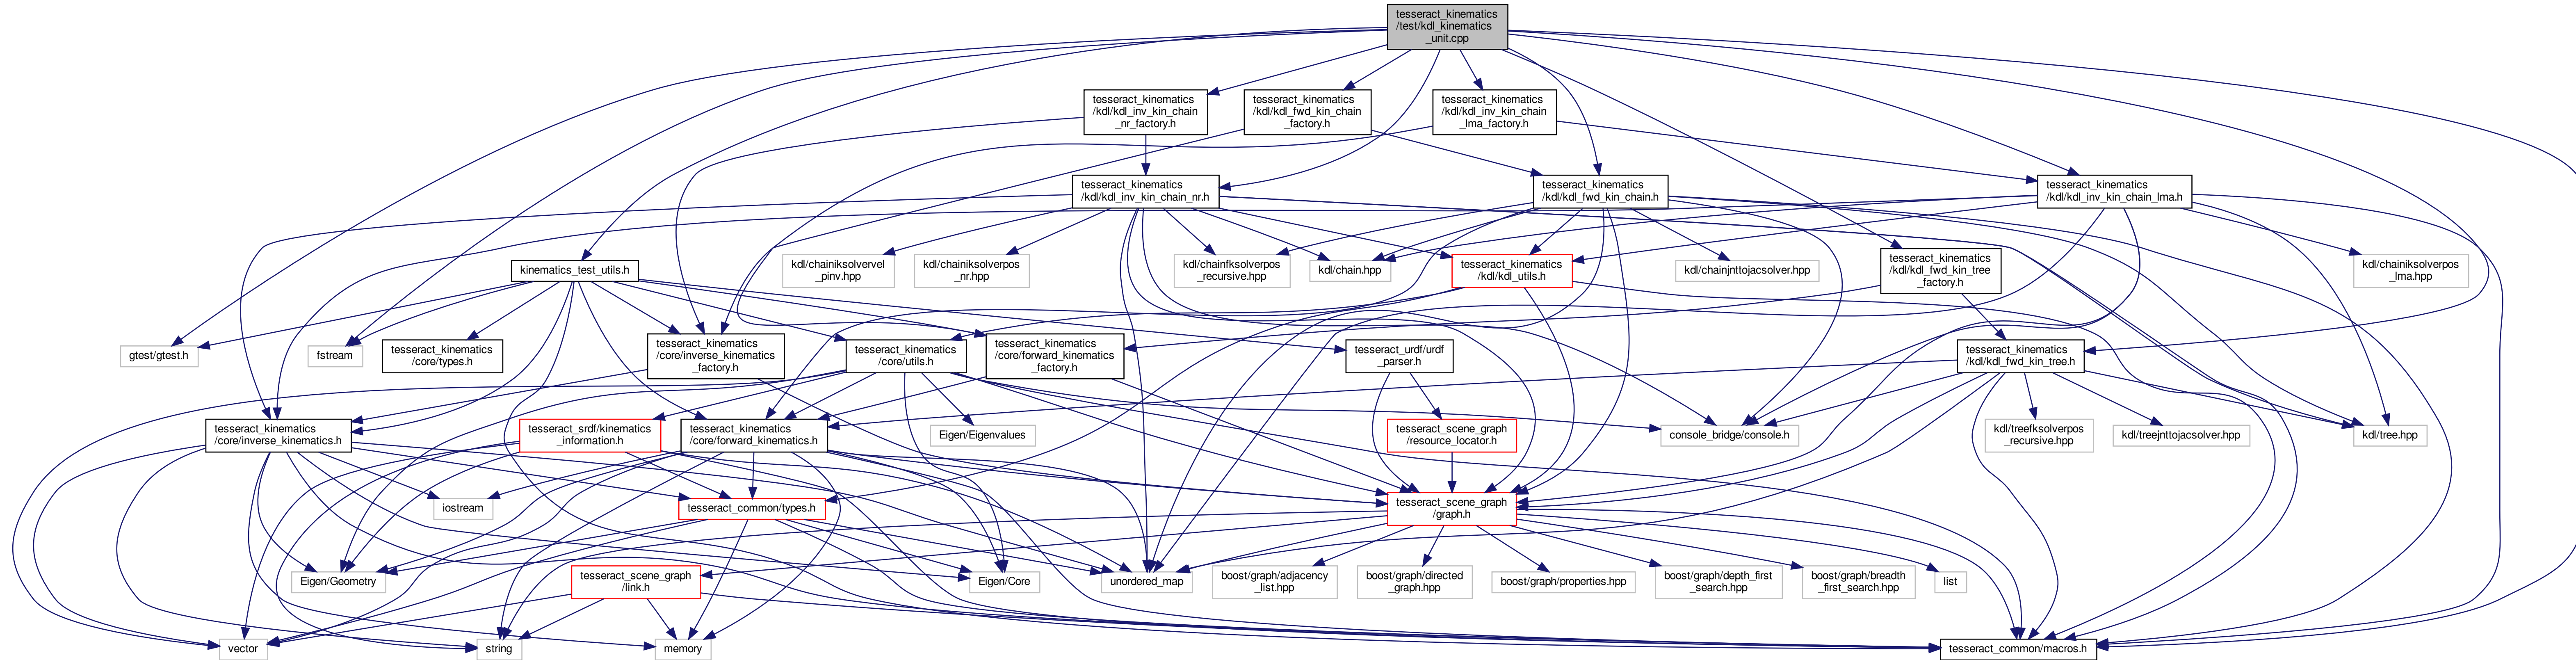 tesseract_kinematics
/test/kdl_kinematics
_unit.cpp
tesseract_kinematics
/kdl/kdl_inv_kin_chain
_nr_factory.h
tesseract_kinematics
/kdl/kdl_fwd_kin_chain
_factory.h
tesseract_kinematics
/kdl/kdl_inv_kin_chain
_lma_factory.h
tesseract_kinematics
/kdl/kdl_inv_kin_chain_nr.h
tesseract_kinematics
/kdl/kdl_fwd_kin_chain.h
tesseract_kinematics
/kdl/kdl_inv_kin_chain_lma.h
kinematics_test_utils.h
kdl/chainiksolvervel
_pinv.hpp
kdl/chainiksolverpos
_nr.hpp
kdl/chainfksolverpos
_recursive.hpp
kdl/chain.hpp
tesseract_kinematics
/kdl/kdl_utils.h
kdl/chainjnttojacsolver.hpp
tesseract_kinematics
/kdl/kdl_fwd_kin_tree
_factory.h
kdl/chainiksolverpos
_lma.hpp
gtest/gtest.h
fstream
tesseract_kinematics
/core/types.h
tesseract_kinematics
/core/inverse_kinematics
_factory.h
tesseract_kinematics
/core/utils.h
tesseract_kinematics
/core/forward_kinematics
_factory.h
tesseract_urdf/urdf
_parser.h
tesseract_kinematics
/kdl/kdl_fwd_kin_tree.h
tesseract_kinematics
/core/inverse_kinematics.h
tesseract_srdf/kinematics
_information.h
tesseract_kinematics
/core/forward_kinematics.h
Eigen/Eigenvalues
tesseract_scene_graph
/resource_locator.h
console_bridge/console.h
kdl/treefksolverpos
_recursive.hpp
kdl/treejnttojacsolver.hpp
kdl/tree.hpp
iostream
tesseract_common/types.h
tesseract_scene_graph
/graph.h
Eigen/Geometry
tesseract_scene_graph
/link.h
Eigen/Core
unordered_map
boost/graph/adjacency
_list.hpp
boost/graph/directed
_graph.hpp
boost/graph/properties.hpp
boost/graph/depth_first
_search.hpp
boost/graph/breadth
_first_search.hpp
list
vector
string
memory
tesseract_common/macros.h